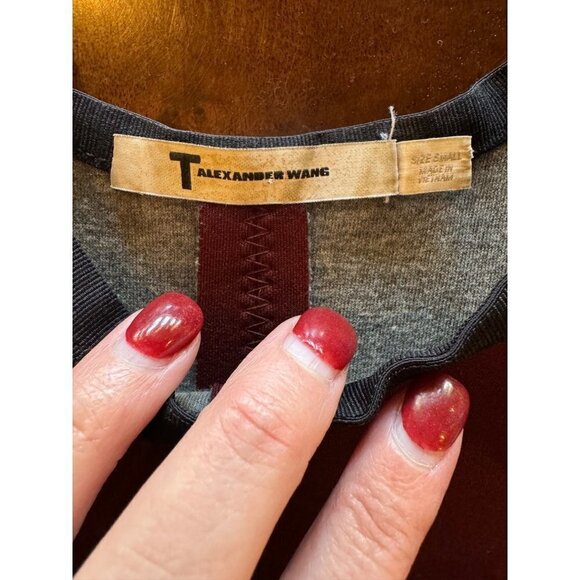 T ALEXANDER WANG
SIZE SMALL
MADE IN
VIETNAM